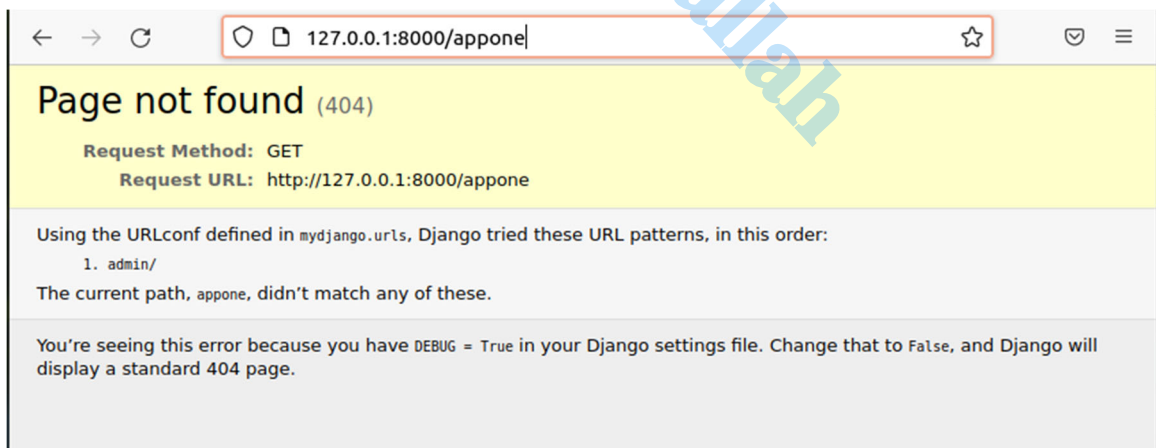 127.0.0.1:8000/appone
Page not found (404)
Request Method: GET
Request URL: http://127.0.0.1:8000/appone
Using the URLconf defined in mydjango.urls, Django tried these URL patterns, in this order:
1. admin/
The current path, appone, didn’t match any of these.
You’re seeing this error because you have DEBUG = True in your Django settings file. Change that to False, and Django will
display a standard 404 page.